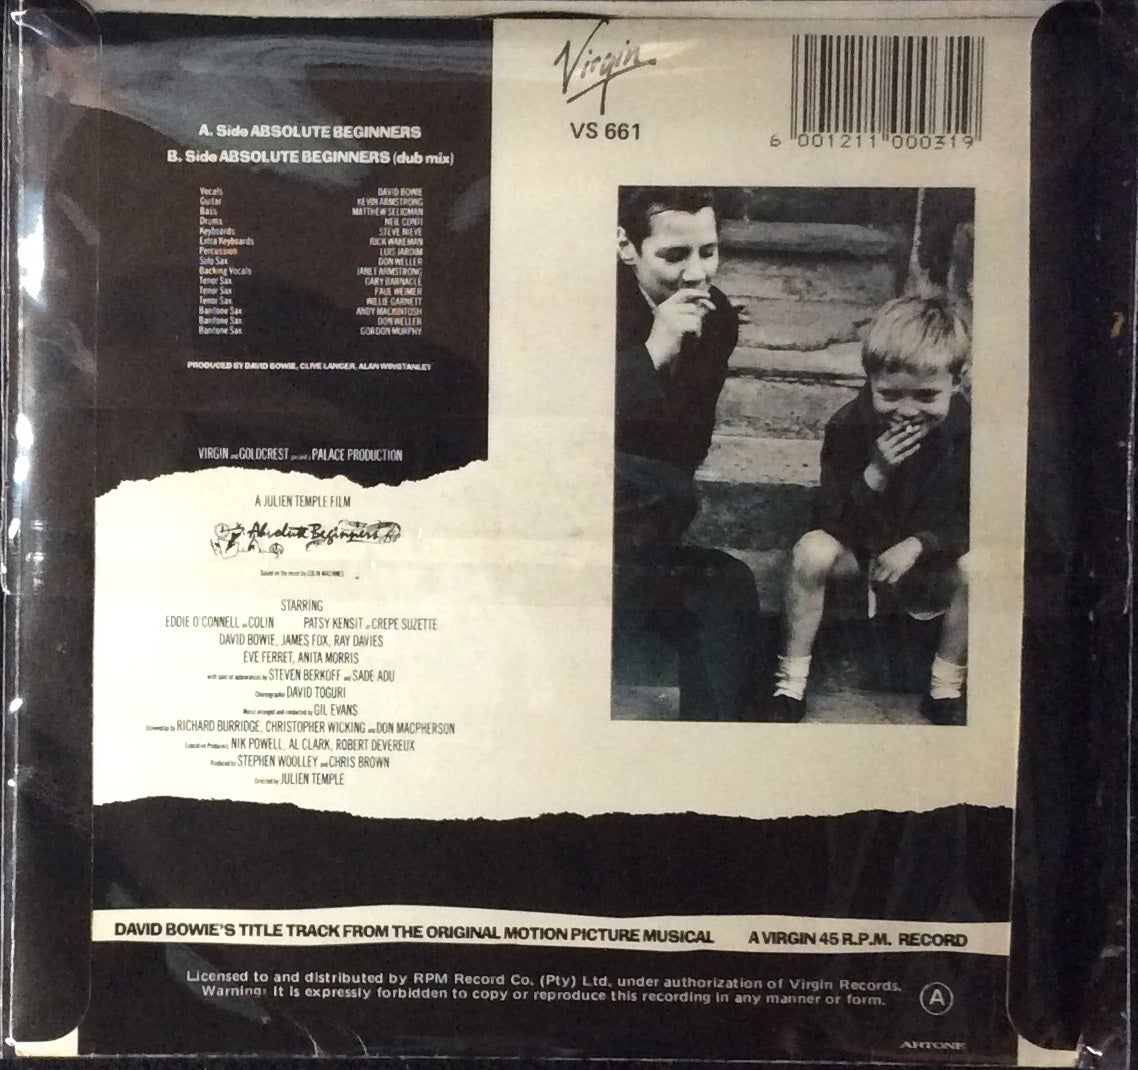 A. Side ABSOLUTE BEGINNERS
B. Side ABSOLUTE BEGINNERS (dub mix)
Vocals DAVID BOWIE
Guitar KEVIN ARMSTRONG
Bass MATTHEW SELIGMAN
Drums NEIL CONTI
Keyboards STEVE NIEVE
Extra Keyboards RICK WAKEMAN
Percussion LUIS JARDIM
Solo Sax DON WELLER
Backing Vocals JANET ARMSTRONG
Tenor Sax GARY BARNACLE
Tenor Sax PAUL WEIMER
Tenor Sax WILLIE GARNETT
Baritone Sax ANDY MACKINTOSH
Baritone Sax DON WELLER
Baritone Sax GORDON MURPHY
PRODUCED BY DAVID BOWIE, CLIVE LANGER, ALAN WINSTANLEY
VIRGIN and GOLDCREST present a PALACE PRODUCTION
A JULIEN TEMPLE FILM
Absolute Beginners
Based on the novel by COLIN MACINNES
STARRING
EDDIE O'CONNELL as COLIN PATSY KENSIT as CREPE SUZETTE
DAVID BOWIE, JAMES FOX, RAY DAVIES
EVE FERRET, ANITA MORRIS
with special appearances by STEVEN BERKOFF and SADE ADU
Choreographer DAVID TOGURI
Music arranged and conducted by GIL EVANS
Screenplay by RICHARD BURRIDGE, CHRISTOPHER WICKING and DON MACPHERSON
Executive Producers NIK POWELL, AL CLARK, ROBERT DEVEREUX
Produced by STEPHEN WOOLLEY and CHRIS BROWN
Directed by JULIEN TEMPLE
Virgin
VS 661
6 001211 000319
DAVID BOWIE'S TITLE TRACK FROM THE ORIGINAL MOTION PICTURE MUSICAL A VIRGIN 45 R.P.M. RECORD
Licensed to and distributed by RPM Record Co. (Pty) Ltd. under authorization of Virgin Records.
Warning: It is expressly forbidden to copy or reproduce this recording in any manner or form.
A
ARTONE